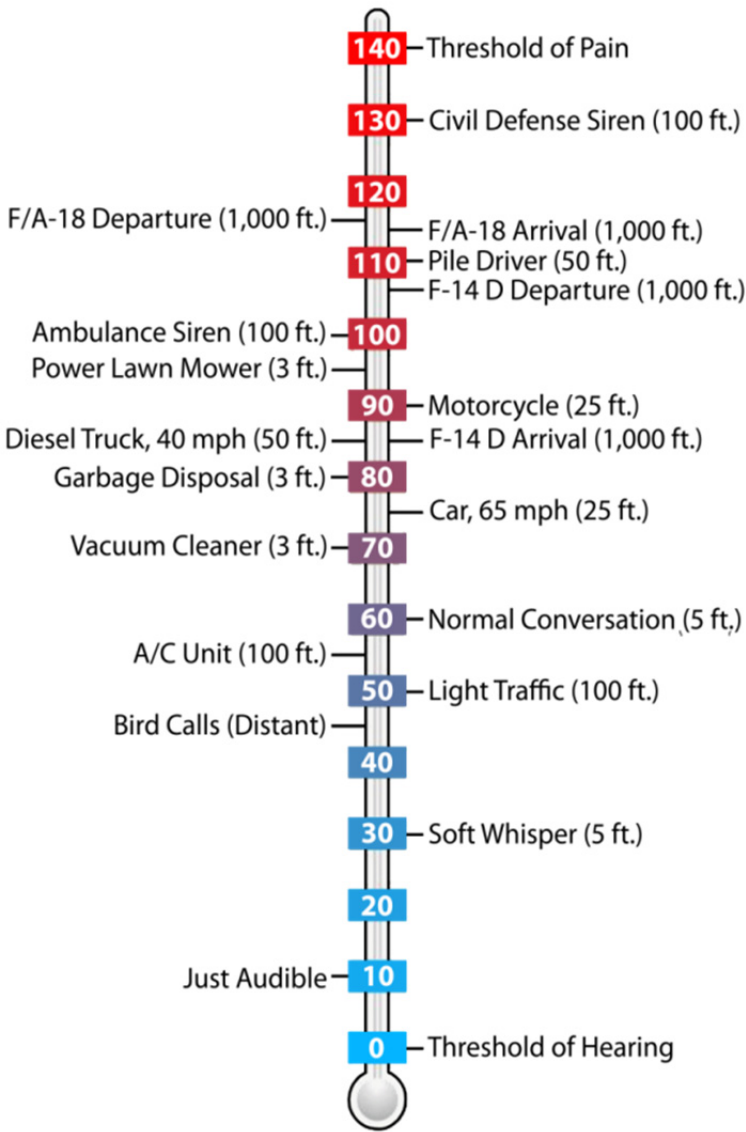 140 Threshold of Pain
130 Civil Defense Siren (100 ft.)
120
F/A-18 Departure (1,000 ft.)
F/A-18 Arrival (1,000 ft.)
110 Pile Driver (50 ft.)
F-14 D Departure (1,000 ft.)
Ambulance Siren (100 ft.) 100
Power Lawn Mower (3 ft.)
90 Motorcycle (25 ft.)
Diesel Truck, 40 mph (50 ft.) F-14 D Arrival (1,000 ft.)
Garbage Disposal (3 ft.) 80
Car, 65 mph (25 ft.)
Vacuum Cleaner (3 ft.) 70
60 Normal Conversation (5 ft.)
A/C Unit (100 ft.)
50 Light Traffic (100 ft.)
Bird Calls (Distant)
40
30 Soft Whisper (5 ft.)
20
Just Audible 10
0 Threshold of Hearing